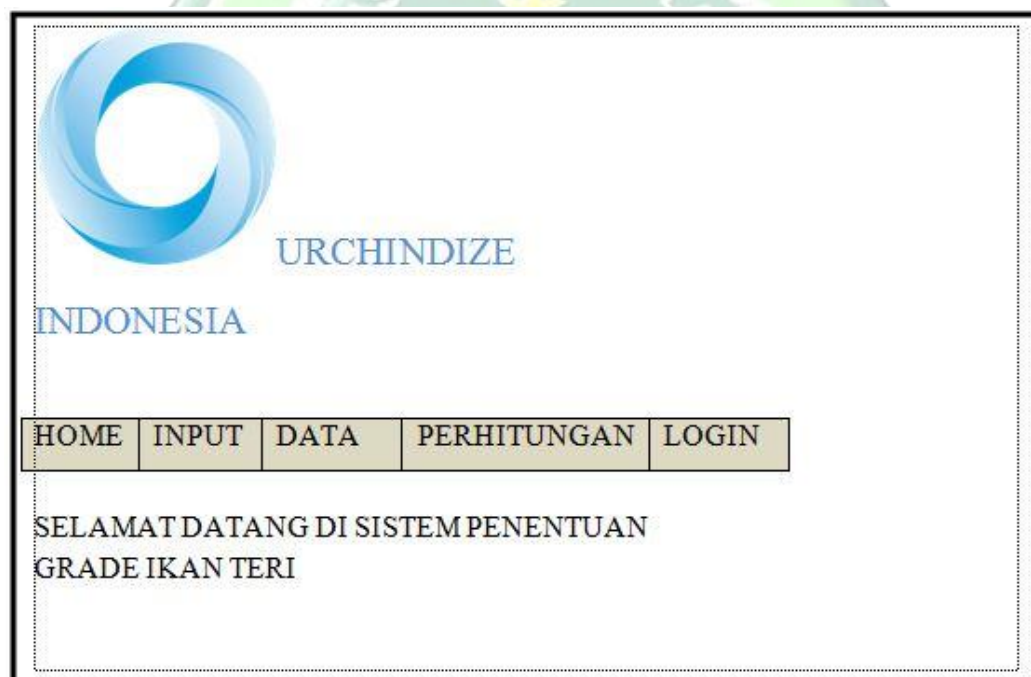 URCHINDIZE
INDONESIA
HOME INPUT DATA PERHITUNGAN LOGIN
SELAMAT DATANG DI SISTEM PENENTUAN
GRADE IKAN TERI